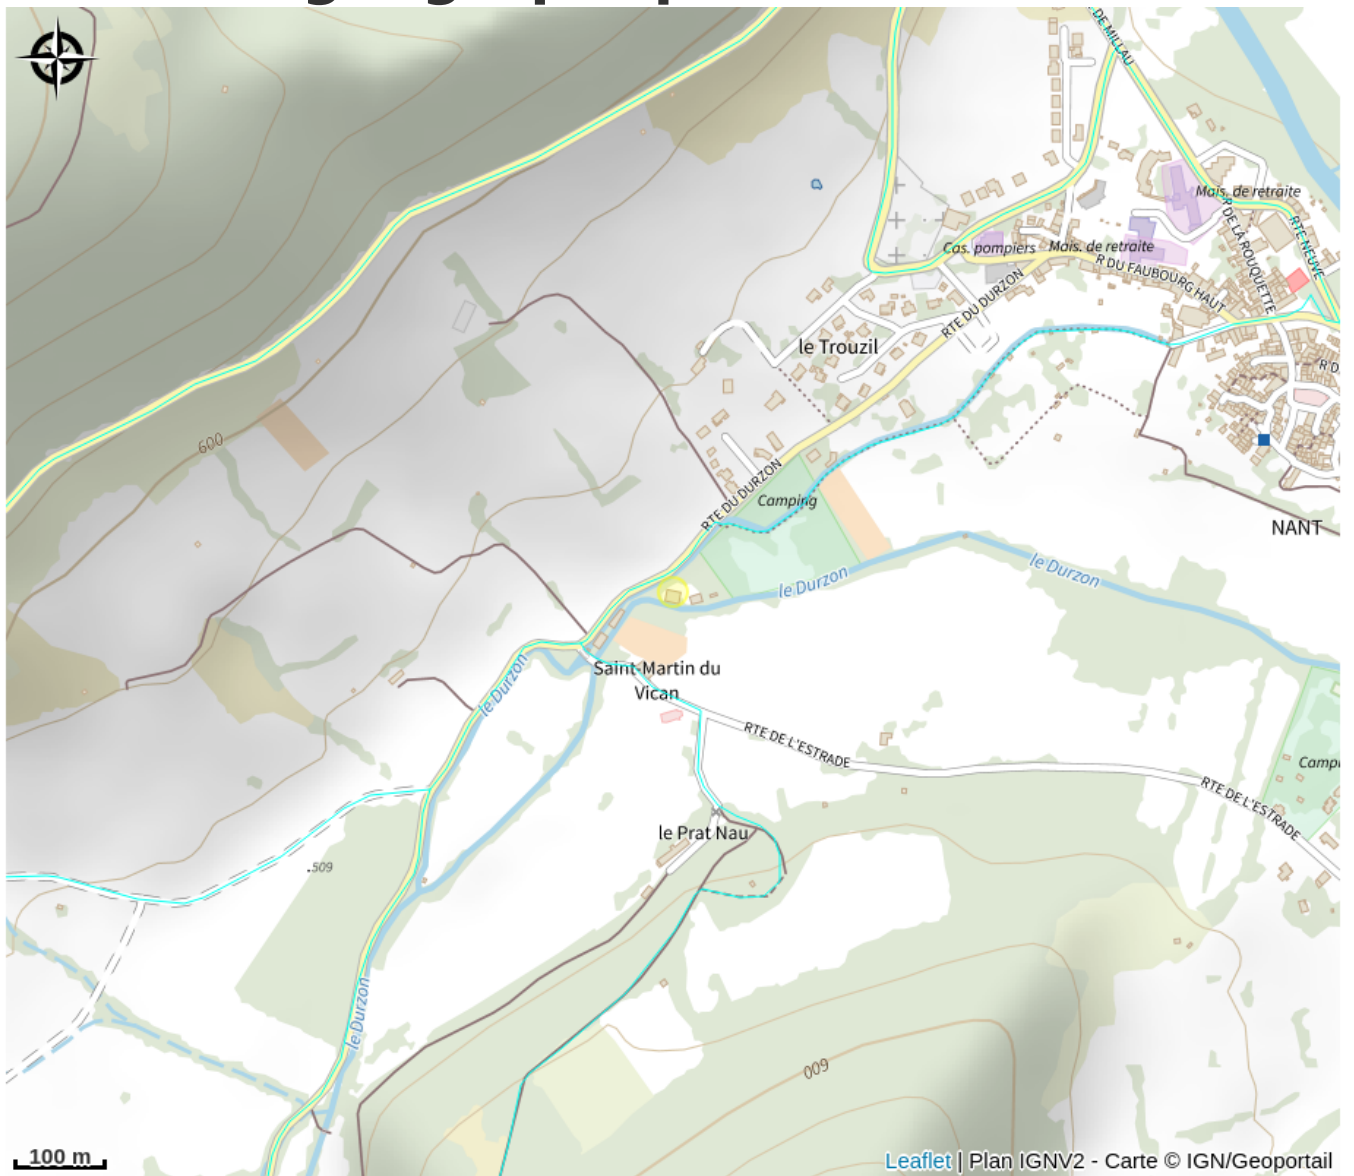 DE MILLAU
Mais. de retraite
R DE LA ROUQUETTE
RTE NEUVE
Cas. pompiers
Mais. de retraite
R DU FAUBOURG HAUT
RTE DU DURZON
le Trouzil
R D
600
RTE DU DURZON
Camping
NANT
le Durzon
le Durzon
le Durzon
Saint-Martin du
Vican
RTE DE L'ESTRADE
RTE DE L'ESTRADE
Camp
le Prat Nau
.509
le Durzon
600
100 m
Leaflet | Plan IGNV2 - Carte © IGN/Geoportail